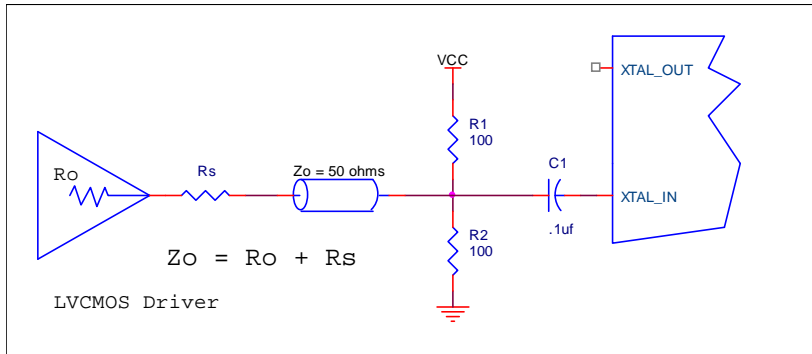 VCC
XTAL_OUT
R1
100
Ro
Rs
Zo = 50 ohms
C1
XTAL_IN
.1uf
R2
100
Zo = Ro + Rs
LVCMOS Driver